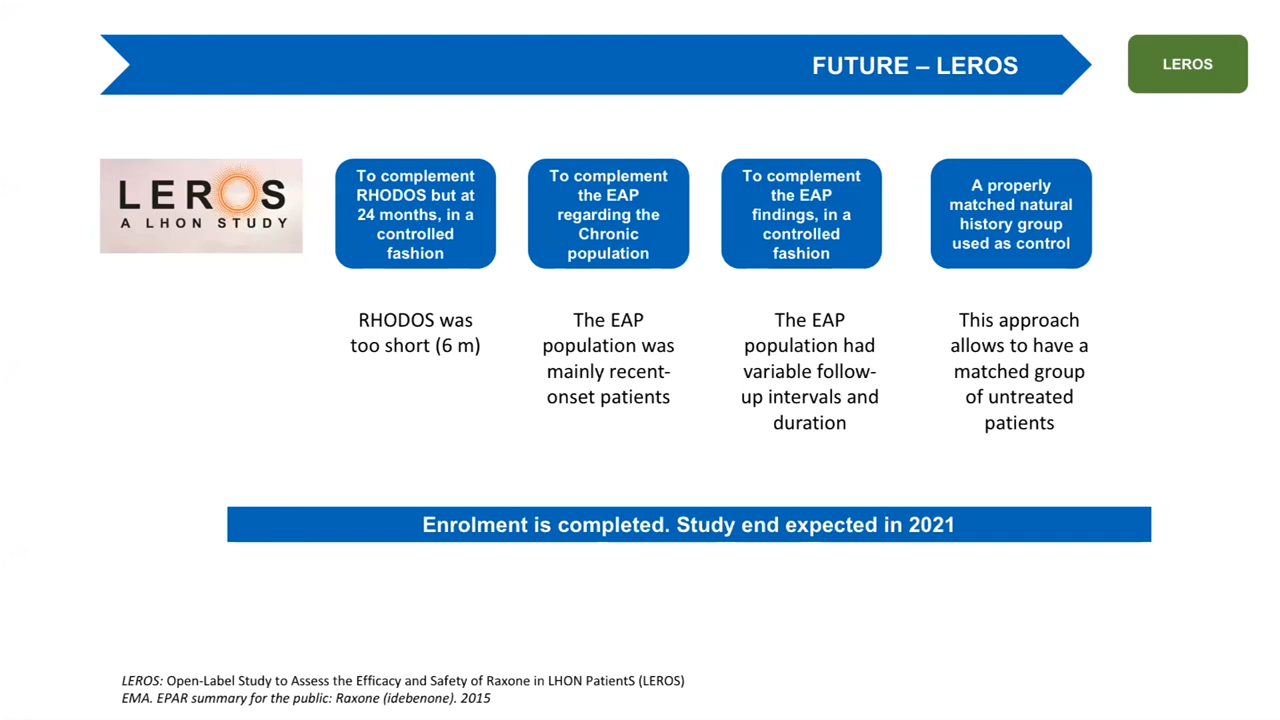 FUTURE – LEROS
LEROS
LEROS
A LHON STUDY
To complement
RHODOS but at
24 months, in a
controlled
fashion
To complement
the EAP
regarding the
Chronic
population
To complement
the EAP
findings, in a
controlled
fashion
A properly
matched natural
history group
used as control
RHODOS was
too short (6 m)
The EAP
population was
mainly recent-
onset patients
The EAP
population had
variable follow-
up intervals and
duration
This approach
allows to have a
matched group
of untreated
patients
Enrolment is completed. Study end expected in 2021
LEROS: Open-Label Study to Assess the Efficacy and Safety of Raxone in LHON PatientS (LEROS)
EMA. EPAR summary for the public: Raxone (idebenone). 2015